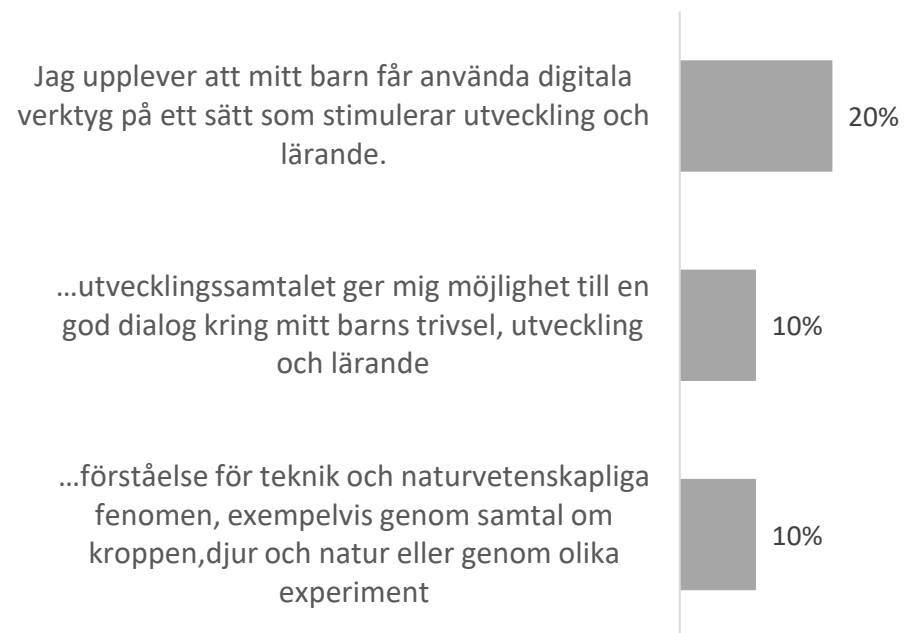 Jag upplever att mitt barn får använda digitala
verktyg på ett sätt som stimulerar utveckling och
lärande.
20%
…utvecklingssamtalet ger mig möjlighet till en
god dialog kring mitt barns trivsel, utveckling
och lärande
10%
…förståelse för teknik och naturvetenskapliga
fenomen, exempelvis genom samtal om
kroppen,djur och natur eller genom olika
experiment
10%